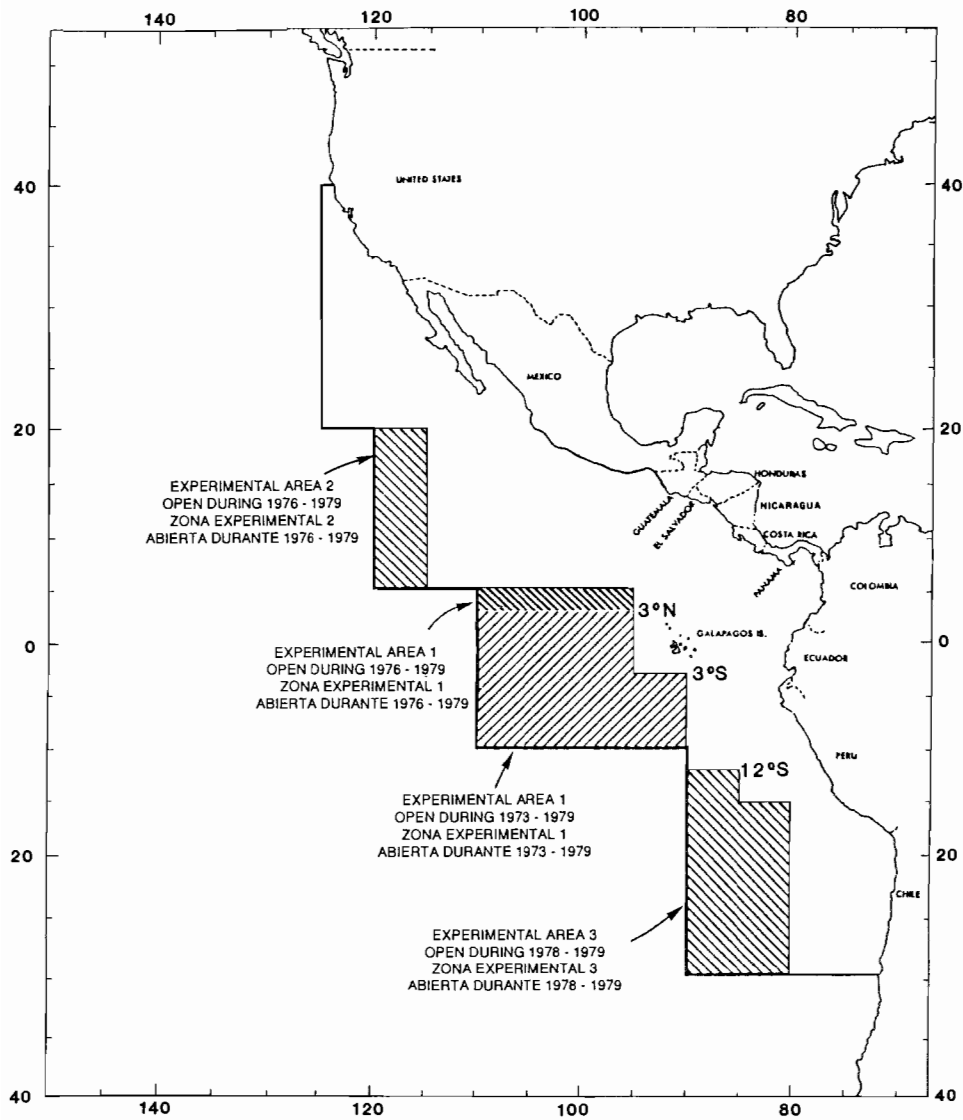 140
120
100
80
UNITED STATES
40
40
MEXICO
20
20
HONDURAS
GUATEMALA
EL SALVADOR
NICARAGUA
COSTA RICA
PANAMA
COLOMBIA
EXPERIMENTAL AREA 2
OPEN DURING 1976 - 1979
ZONA EXPERIMENTAL 2
ABIERTA DURANTE 1976 - 1979
3°N
GALAPAGOS IS.
0
0
ECUADOR
EXPERIMENTAL AREA 1
OPEN DURING 1976 - 1979
ZONA EXPERIMENTAL 1
ABIERTA DURANTE 1976 - 1979
3°S
PERU
12°S
EXPERIMENTAL AREA 1
OPEN DURING 1973 - 1979
ZONA EXPERIMENTAL 1
ABIERTA DURANTE 1973 - 1979
20
20
CHILE
EXPERIMENTAL AREA 3
OPEN DURING 1978 - 1979
ZONA EXPERIMENTAL 3
ABIERTA DURANTE 1978 - 1979
40
40
140
120
100
80